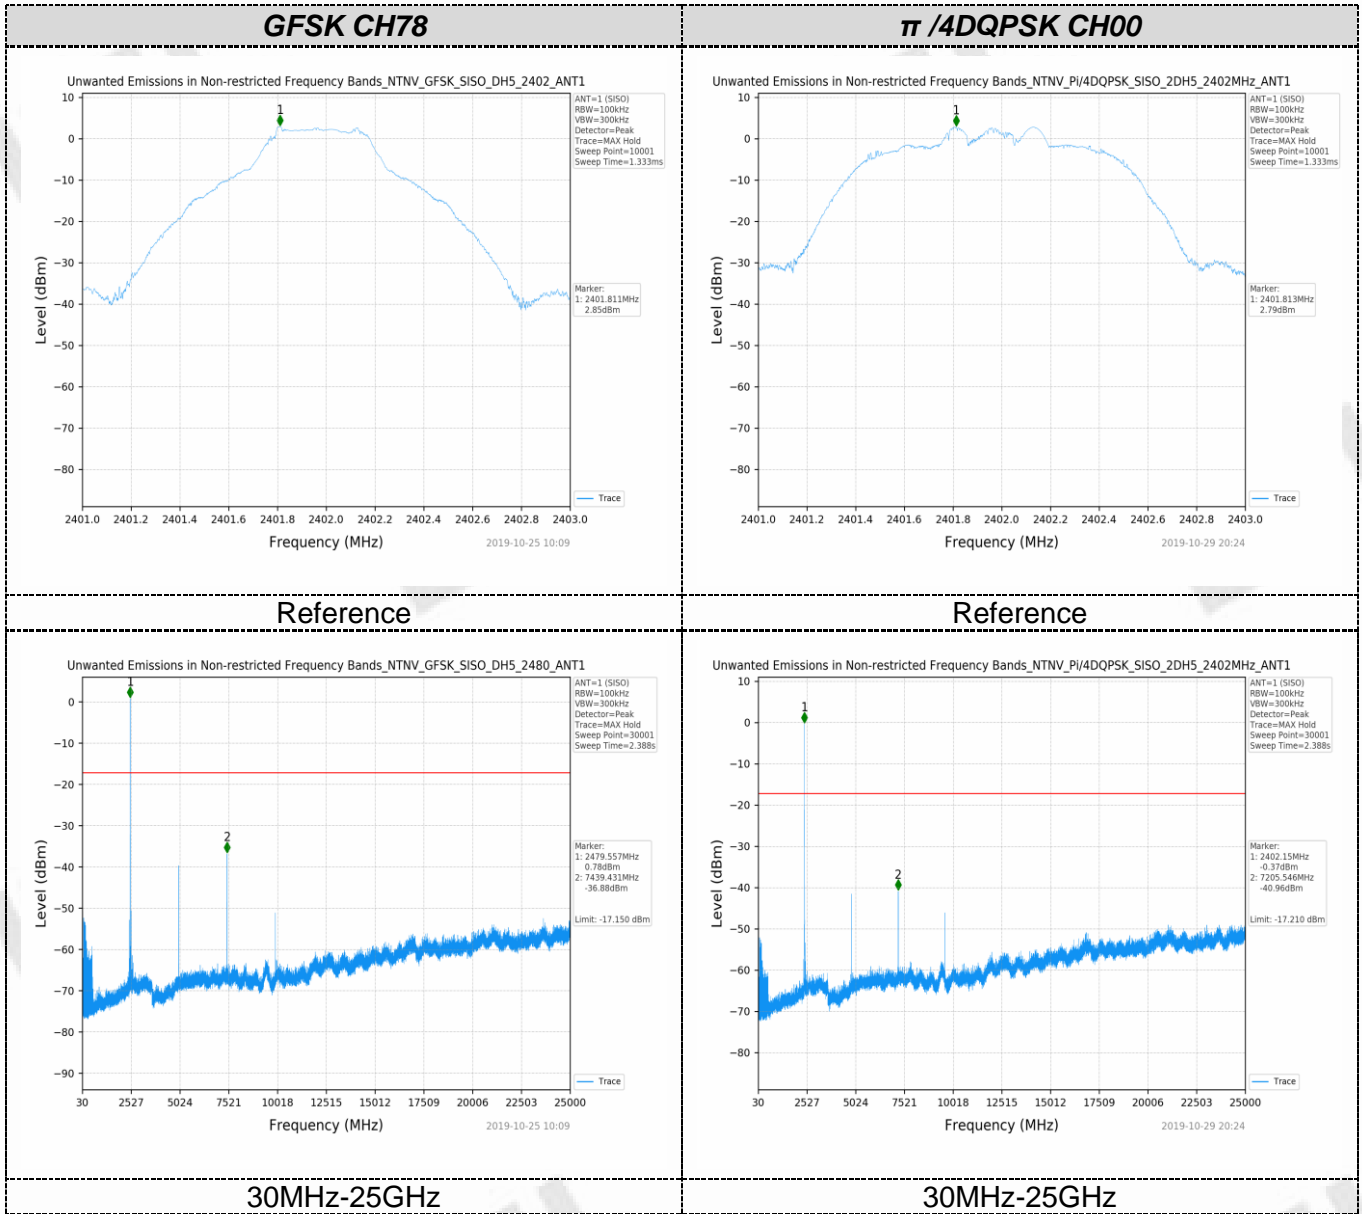 GFSK CH78
π /4DQPSK CH00
Unwanted Emissions in Non-restricted Frequency Bands_NTNV_GFSK_SISO_DH5_2402_ANT1
ANT=1 (SISO)
RBW=100kHz
VBW=300kHz
Detector=Peak
Trace=MAX Hold
Sweep Point=10001
Sweep Time=1.333ms
1
10
0
−10
−20
−30
−40
−50
−60
−70
−80
Level (dBm)
Marker:
1: 2401.811MHz
2.85dBm
Trace
2401.0 2401.2 2401.4 2401.6 2401.8 2402.0 2402.2 2402.4 2402.6 2402.8 2403.0
Frequency (MHz)
2019-10-25 10:09
Unwanted Emissions in Non-restricted Frequency Bands_NTNV_Pi/4DQPSK_SISO_2DH5_2402MHz_ANT1
ANT=1 (SISO)
RBW=100kHz
VBW=300kHz
Detector=Peak
Trace=MAX Hold
Sweep Point=10001
Sweep Time=1.333ms
1
10
0
−10
−20
−30
−40
−50
−60
−70
−80
Level (dBm)
Marker:
1: 2401.813MHz
2.79dBm
Trace
2401.0 2401.2 2401.4 2401.6 2401.8 2402.0 2402.2 2402.4 2402.6 2402.8 2403.0
Frequency (MHz)
2019-10-29 20:24
Reference
Reference
Unwanted Emissions in Non-restricted Frequency Bands_NTNV_GFSK_SISO_DH5_2480_ANT1
ANT=1 (SISO)
RBW=100kHz
VBW=300kHz
Detector=Peak
Trace=MAX Hold
Sweep Point=30001
Sweep Time=2.388s
1
2
0
−10
−20
−30
−40
−50
−60
−70
−80
−90
Level (dBm)
Marker:
1: 2479.557MHz
0.78dBm
2: 7439.431MHz
-36.88dBm
Limit: -17.150 dBm
Trace
30 2527 5024 7521 10018 12515 15012 17509 20006 22503 25000
Frequency (MHz)
2019-10-25 10:09
Unwanted Emissions in Non-restricted Frequency Bands_NTNV_Pi/4DQPSK_SISO_2DH5_2402MHz_ANT1
ANT=1 (SISO)
RBW=100kHz
VBW=300kHz
Detector=Peak
Trace=MAX Hold
Sweep Point=30001
Sweep Time=2.388s
1
2
10
0
−10
−20
−30
−40
−50
−60
−70
−80
Level (dBm)
Marker:
1: 2402.15MHz
-0.37dBm
2: 7205.546MHz
-40.96dBm
Limit: -17.210 dBm
Trace
30 2527 5024 7521 10018 12515 15012 17509 20006 22503 25000
Frequency (MHz)
2019-10-29 20:24
30MHz-25GHz
30MHz-25GHz